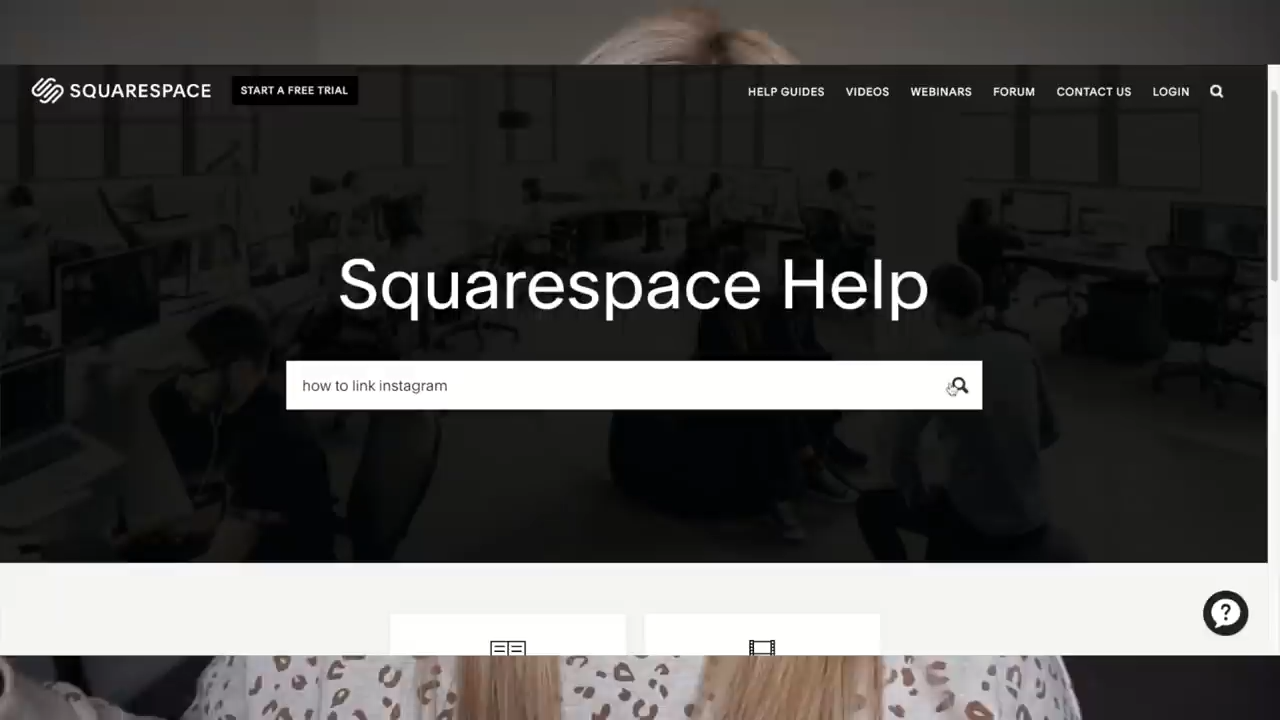 SQUARESPACE
START A FREE TRIAL
HELP GUIDES
VIDEOS
WEBINARS
FORUM
CONTACT US
LOGIN
Squarespace Help
how to link instagram
?